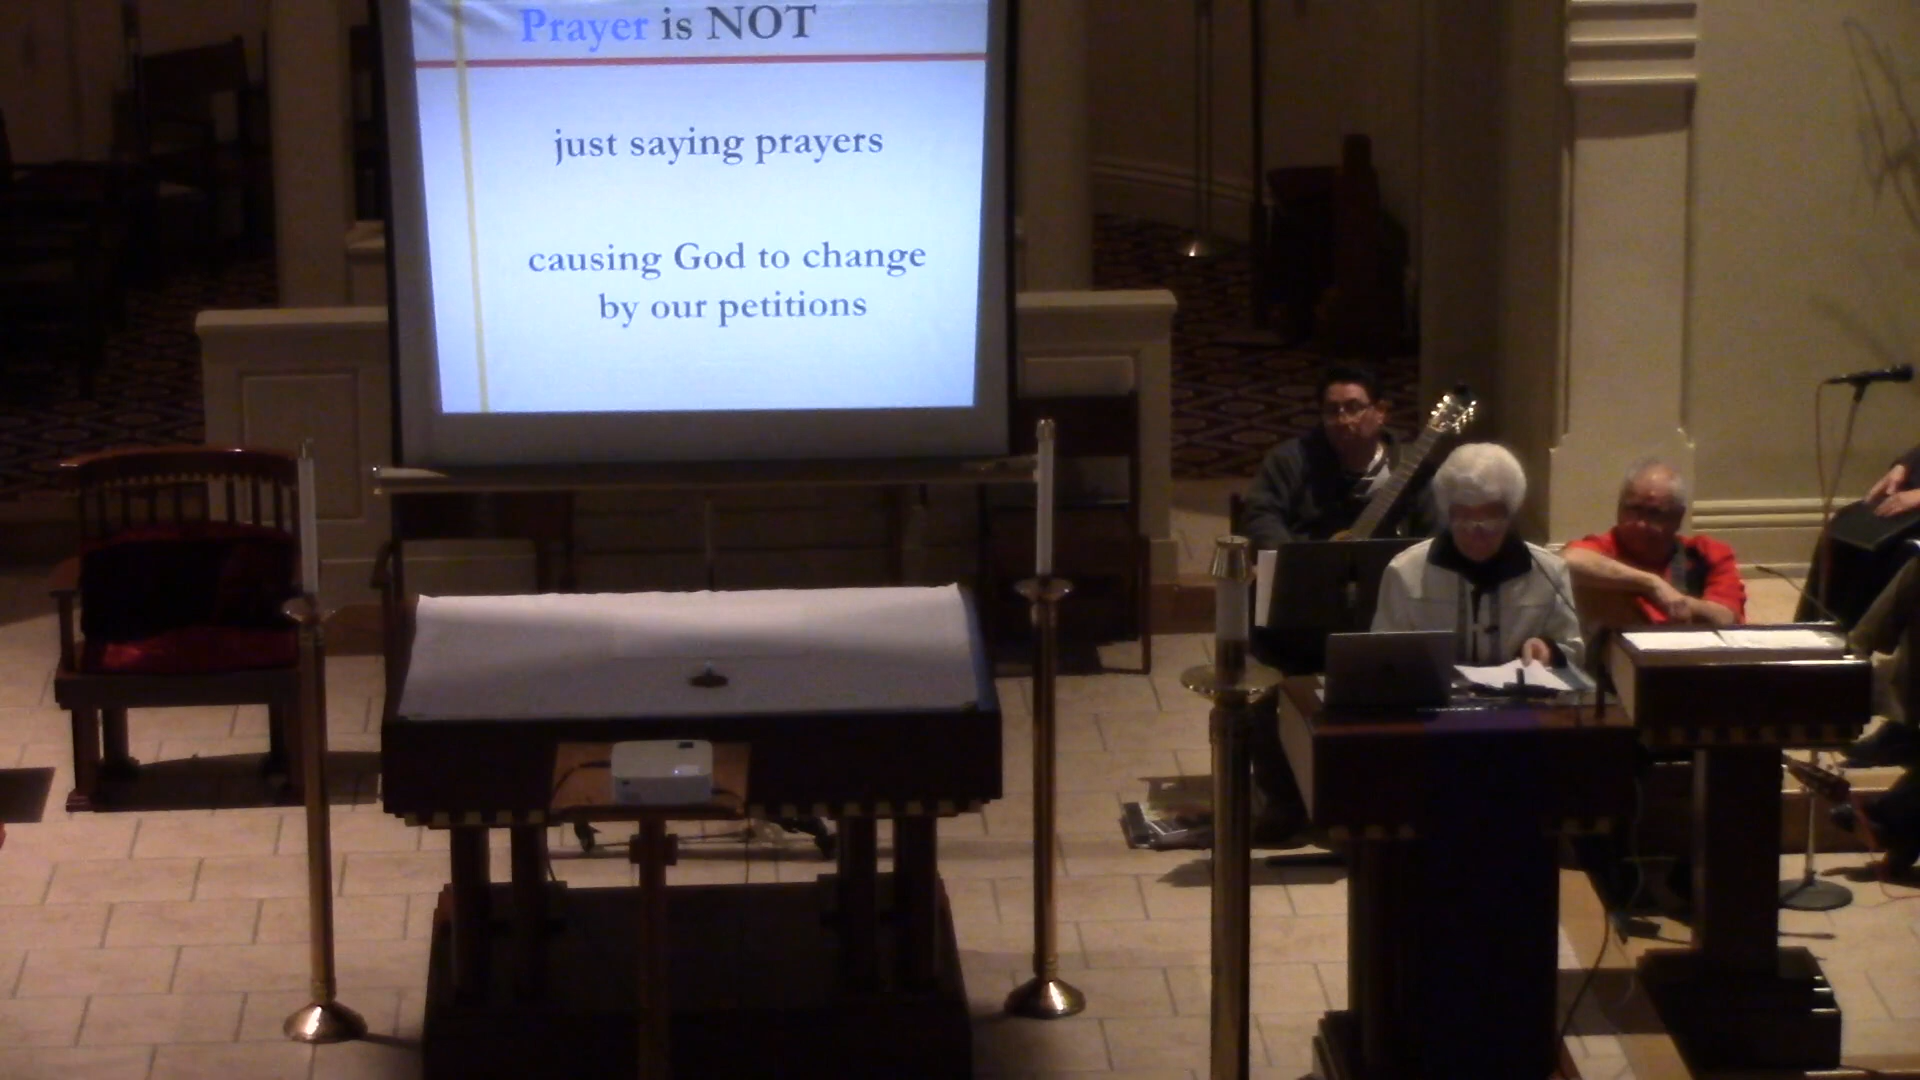 Prayer is NOT
just saying prayers
causing God to change
by our petitions